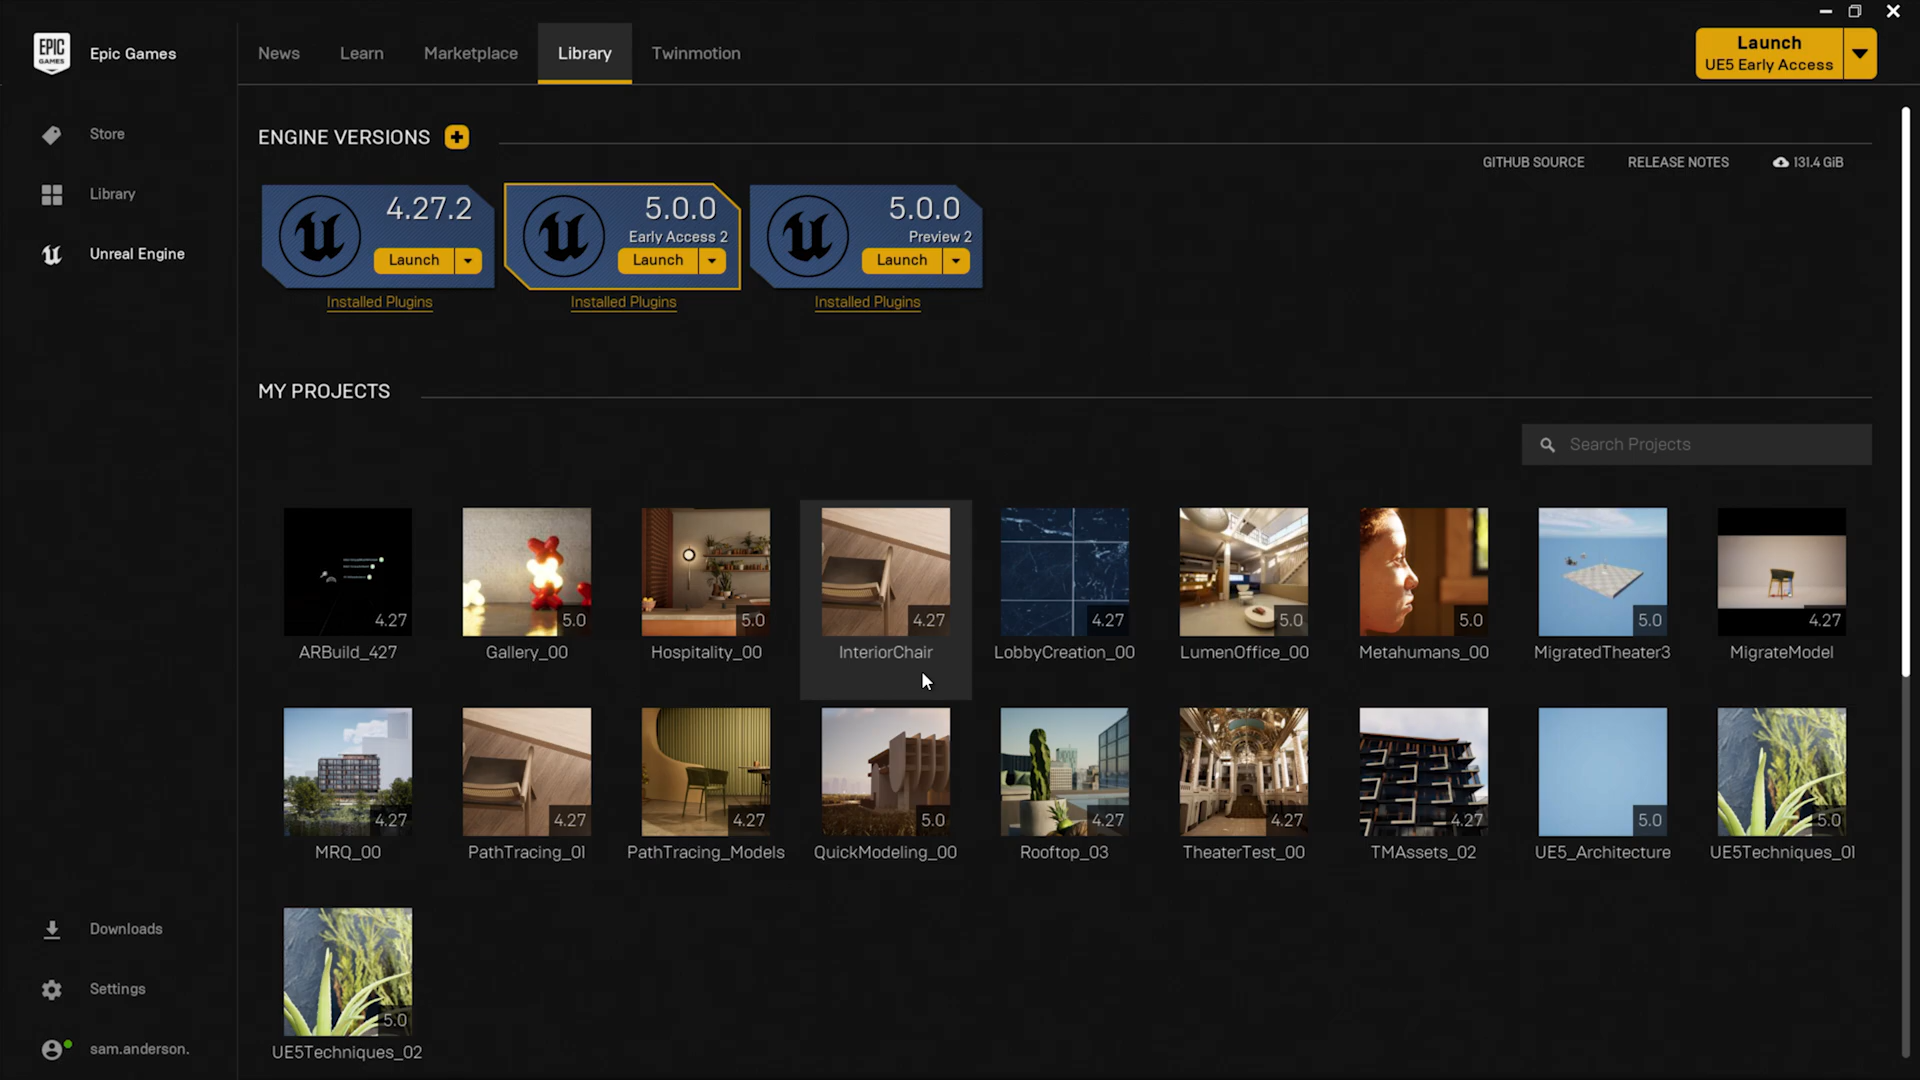 EPIC GAMES
Epic Games
News
Learn
Marketplace
Library
Twinmotion
Launch
UE5 Early Access
Store
Library
Unreal Engine
ENGINE VERSIONS
GITHUB SOURCE
RELEASE NOTES
131.4 GiB
4.27.2
Launch
Installed Plugins
5.0.0
Early Access 2
Launch
Installed Plugins
5.0.0
Preview 2
Launch
Installed Plugins
MY PROJECTS
Search Projects
4.27
ARBuild_427
5.0
Gallery_00
5.0
Hospitality_00
4.27
InteriorChair
4.27
LobbyCreation_00
5.0
LumenOffice_00
5.0
Metahumans_00
5.0
MigratedTheater3
4.27
MigrateModel
4.27
MRQ_00
4.27
PathTracing_01
4.27
PathTracing_Models
5.0
QuickModeling_00
4.27
Rooftop_03
4.27
TheaterTest_00
4.27
TMAssets_02
5.0
UE5_Architecture
5.0
UE5Techniques_01
5.0
UE5Techniques_02
Downloads
Settings
sam.anderson.